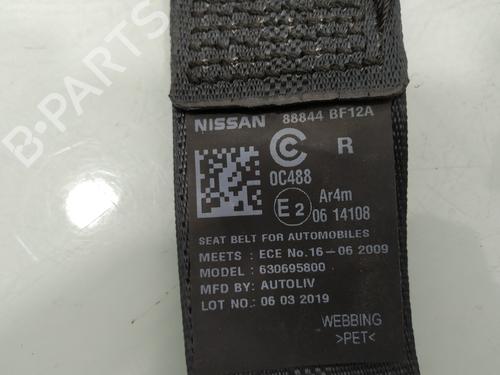 NISSAN 88844 BF12A
C R
0C488
E2 Ar4m
06 14108
SEAT BELT FOR AUTOMOBILES
MEETS : ECE No.16-06 2009
MODEL : 630695800
MFD BY: AUTOLIV
LOT NO.: 06 03 2019
WEBBING
>PET<
B-PARTS